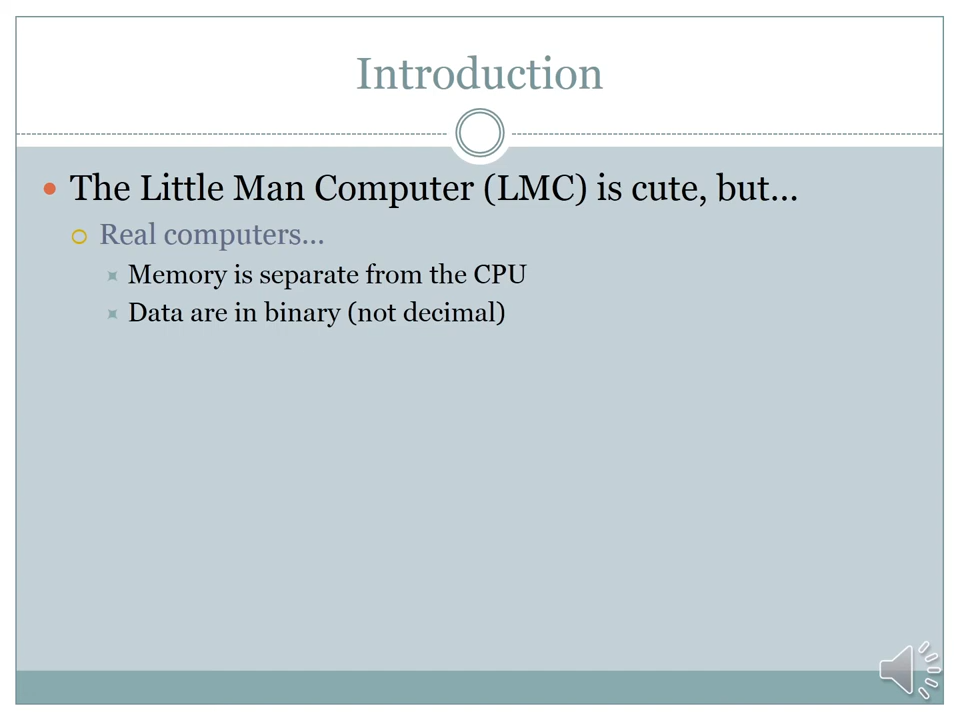 Introduction
The Little Man Computer (LMC) is cute, but…
Real computers…
Memory is separate from the CPU
Data are in binary (not decimal)